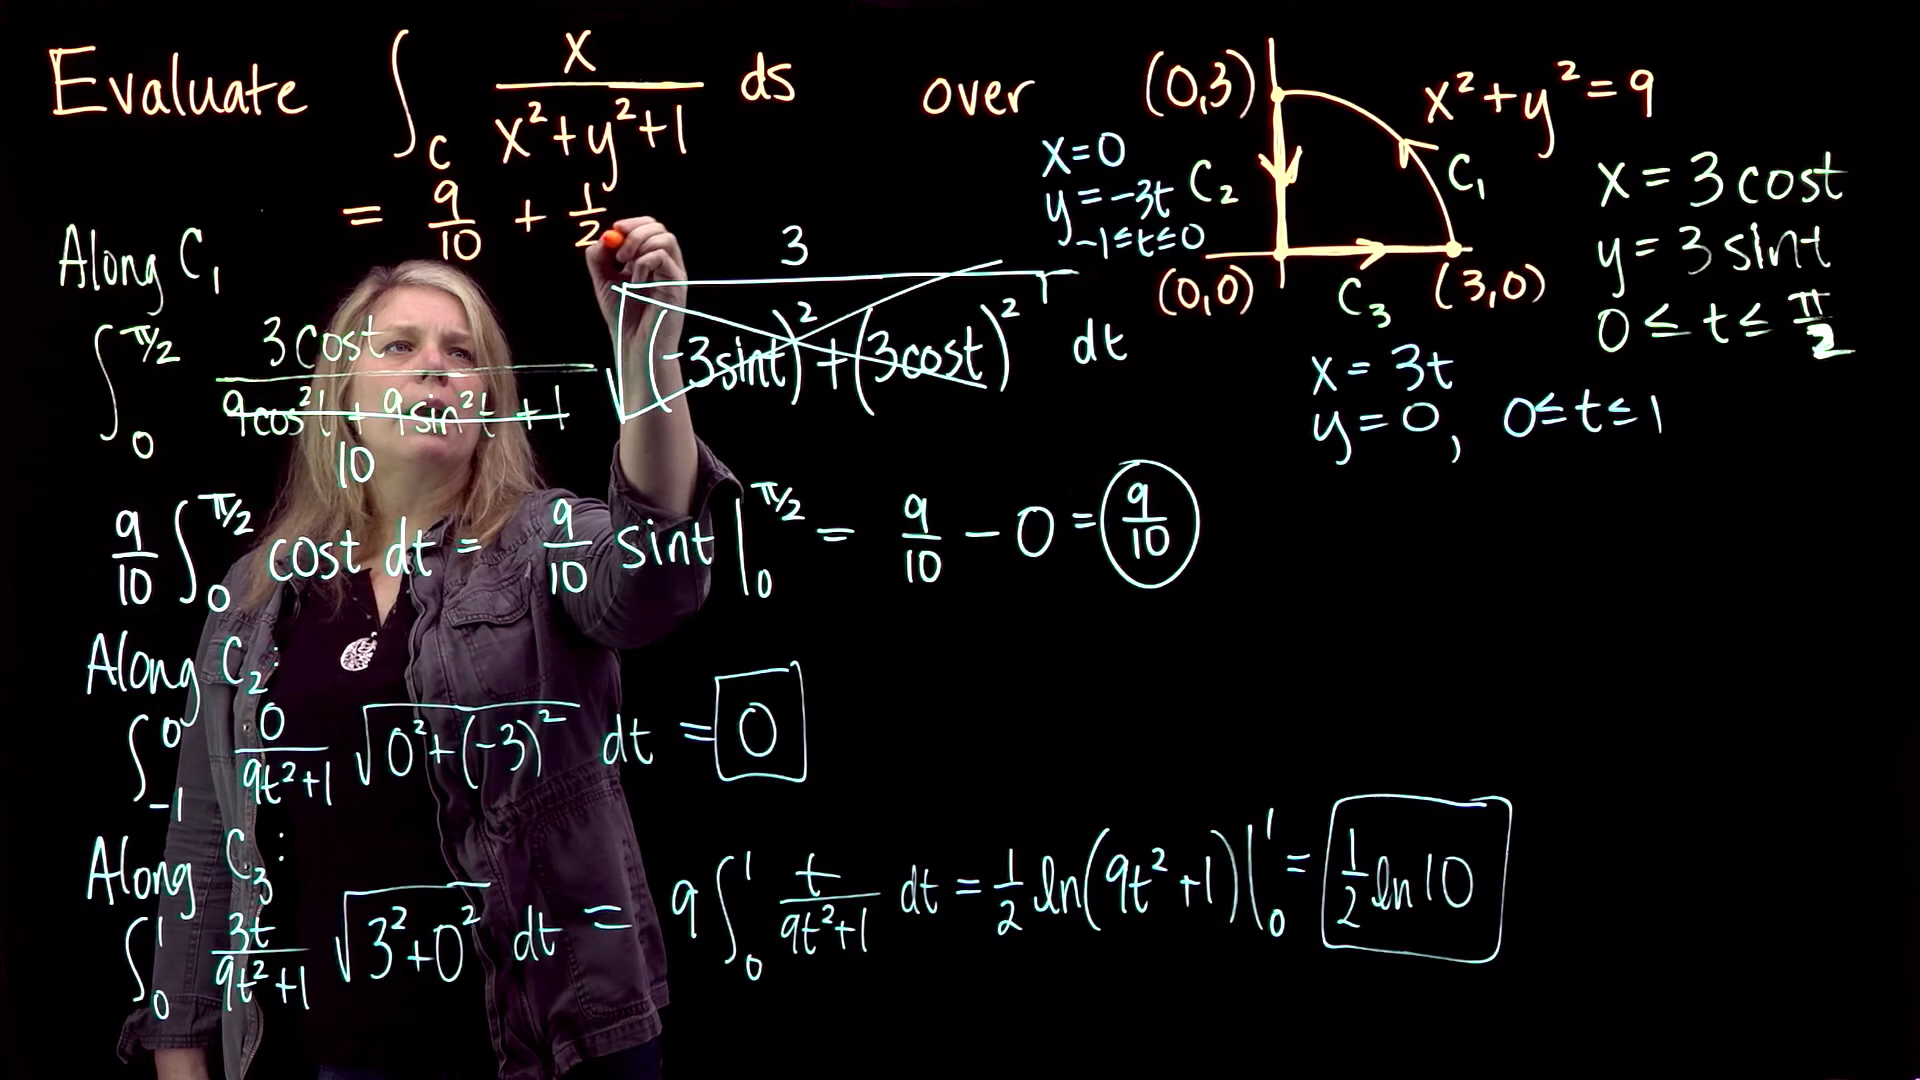 Evaluate ∫_C x/(x²+y²+1) ds over
= 9/10 + 1/2
(0,3)
x²+y²=9
C₁
x=0
y=-3t
-1≤t≤0
C₂
(0,0)
C₃
(3,0)
x = 3cost
y = 3sint
0 ≤ t ≤ π/2
x = 3t
y = 0, 0≤t≤1
Along C₁
3
∫₀^{π/2} 3cost/(9cos²t + 9sin²t + 1) √((-3sint)²+(3cost)²) dt
10
9/10 ∫₀^{π/2} cost dt = 9/10 sint |₀^{π/2} = 9/10 - 0 = 9/10
Along C₂:
∫₋₁⁰ 0/(9t²+1) √(0²+(-3)²) dt = 0
Along C₃:
∫₀¹ 3t/(9t²+1) √(3²+0²) dt = 9 ∫₀¹ t/(9t²+1) dt = 1/2 ln(9t²+1)|₀¹ = 1/2 ln 10